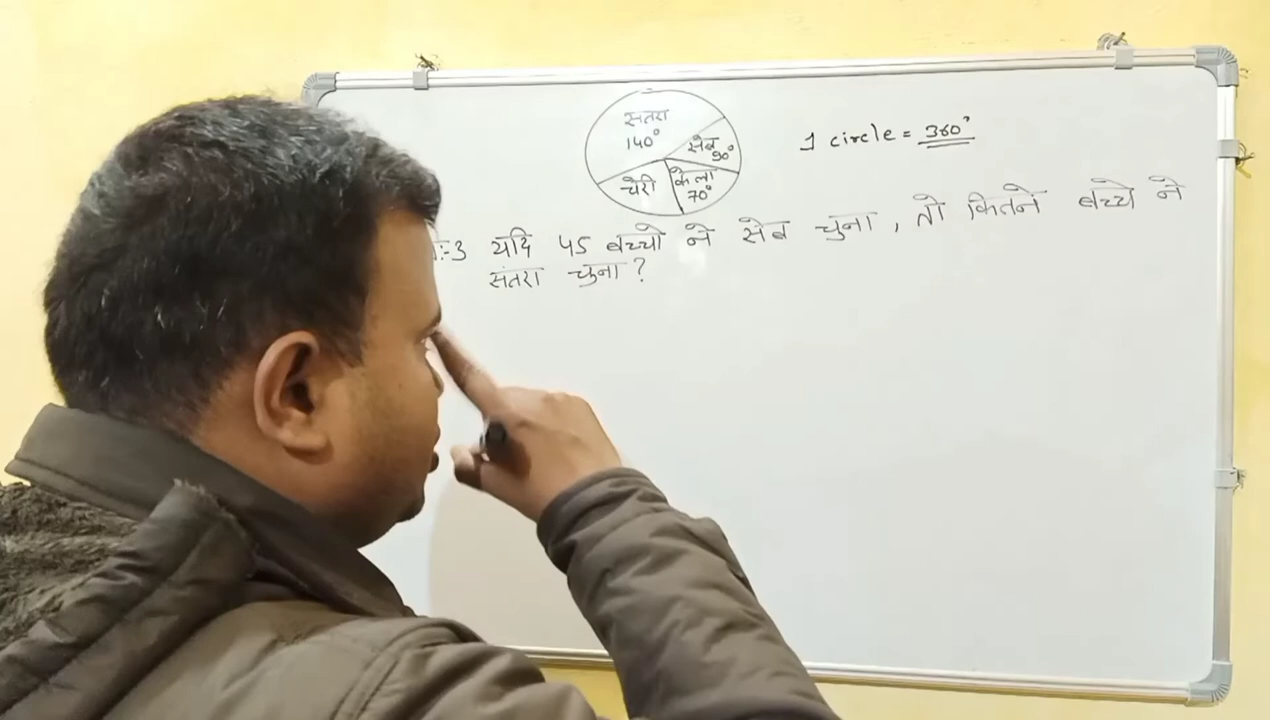 संतरा
140°
सेब
90°
चेरी
केला
70°
1 circle = 360°
:-3 यदि 45 बच्चो ने सेब चुना, तो कितने बच्चे ने
संतरा चुना?